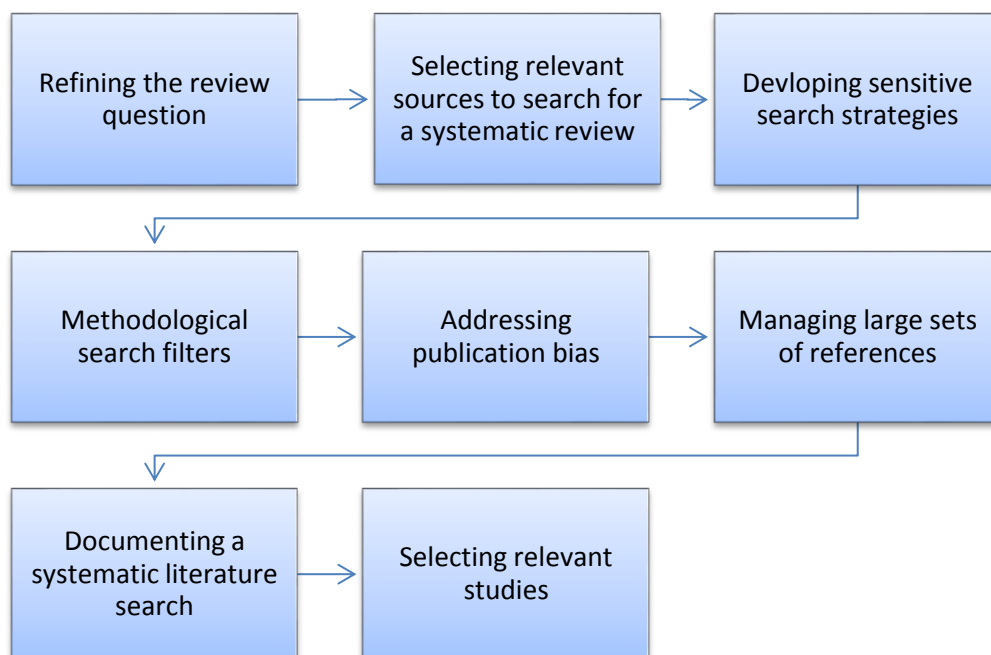 Refining the review
question
Selecting relevant
sources to search for
a systematic review
Devloping sensitive
search strategies
Methodological
search filters
Addressing
publication bias
Managing large sets
of references
Documenting a
systematic literature
search
Selecting relevant
studies